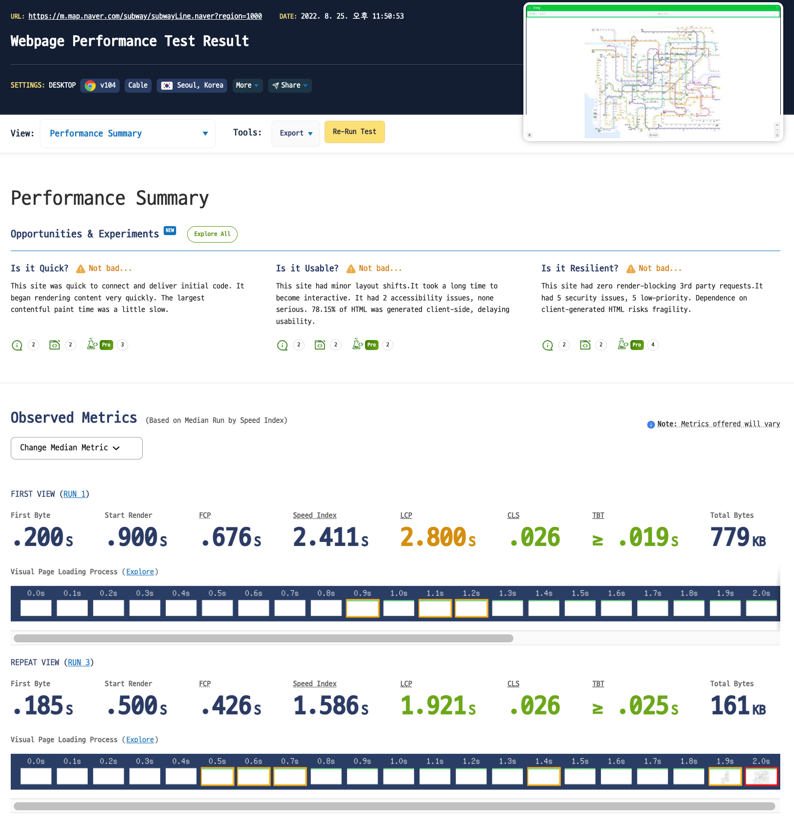 URL: https://m.map.naver.com/subway/subwayLine.naver?region=1000 DATE: 2022. 8. 25. 오후 11:50:53
Webpage Performance Test Result
SETTINGS: DESKTOP v104 Cable Seoul, Korea More Share
View: Performance Summary Tools: Export Re-Run Test
Performance Summary
Opportunities & Experiments NEW Explore All
Is it Quick? Not bad...
This site was quick to connect and deliver initial code. It
began rendering content very quickly. The largest
contentful paint time was a little slow.
2 2 Pro 3
Is it Usable? Not bad...
This site had minor layout shifts.It took a long time to
become interactive. It had 2 accessibility issues, none
serious. 78.15% of HTML was generated client-side, delaying
usability.
2 2 Pro 2
Is it Resilient? Not bad...
This site had zero render-blocking 3rd party requests.It
had 5 security issues, 5 low-priority. Dependence on
client-generated HTML risks fragility.
2 2 Pro 4
Observed Metrics (Based on Median Run by Speed Index)
Note: Metrics offered will vary
Change Median Metric
FIRST VIEW (RUN 1)
First Byte Start Render FCP Speed Index LCP CLS TBT Total Bytes
.200S .900S .676S 2.411S 2.800S .026 ≥ .019S 779KB
Visual Page Loading Process (Explore)
0.0s 0.1s 0.2s 0.3s 0.4s 0.5s 0.6s 0.7s 0.8s 0.9s 1.0s 1.1s 1.2s 1.3s 1.4s 1.5s 1.6s 1.7s 1.8s 1.9s 2.0s
REPEAT VIEW (RUN 3)
First Byte Start Render FCP Speed Index LCP CLS TBT Total Bytes
.185S .500S .426S 1.586S 1.921S .026 ≥ .025S 161KB
Visual Page Loading Process (Explore)
0.0s 0.1s 0.2s 0.3s 0.4s 0.5s 0.6s 0.7s 0.8s 0.9s 1.0s 1.1s 1.2s 1.3s 1.4s 1.5s 1.6s 1.7s 1.8s 1.9s 2.0s